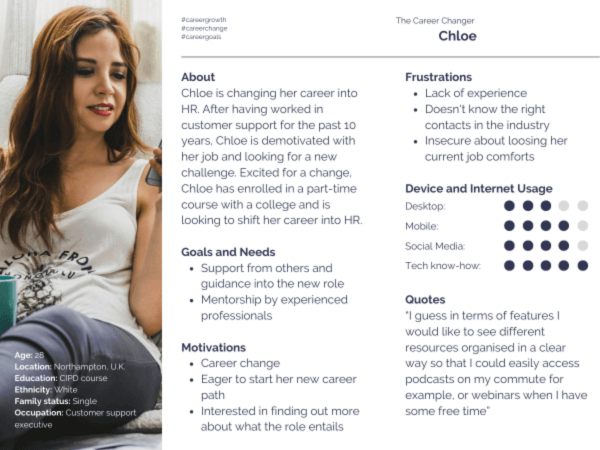 #careergrowth
#careerchange
#careergoals
The Career Changer
Chloe
About
Chloe is changing her career into
HR. After having worked in
customer support for the past 10
years, Chloe is demotivated with
her job and looking for a new
challenge. Excited for a change,
Chloe has enrolled in a part-time
course with a college and is
looking to shift her career into HR.
Goals and Needs
• Support from others and
guidance into the new role
• Mentorship by experienced
professionals
Motivations
• Career change
• Eager to start her new career
path
• Interested in finding out more
about what the role entails
Frustrations
• Lack of experience
• Doesn't know the right
contacts in the industry
• Insecure about loosing her
current job comforts
Device and Internet Usage
Desktop:
Mobile:
Social Media:
Tech know-how:
Quotes
"I guess in terms of features I
would like to see different
resources organised in a clear
way so that I could easily access
podcasts on my commute for
example, or webinars when I have
some free time"
Age: 28
Location: Northampton, U.K.
Education: CIPD course
Ethnicity: White
Family status: Single
Occupation: Customer support
executive